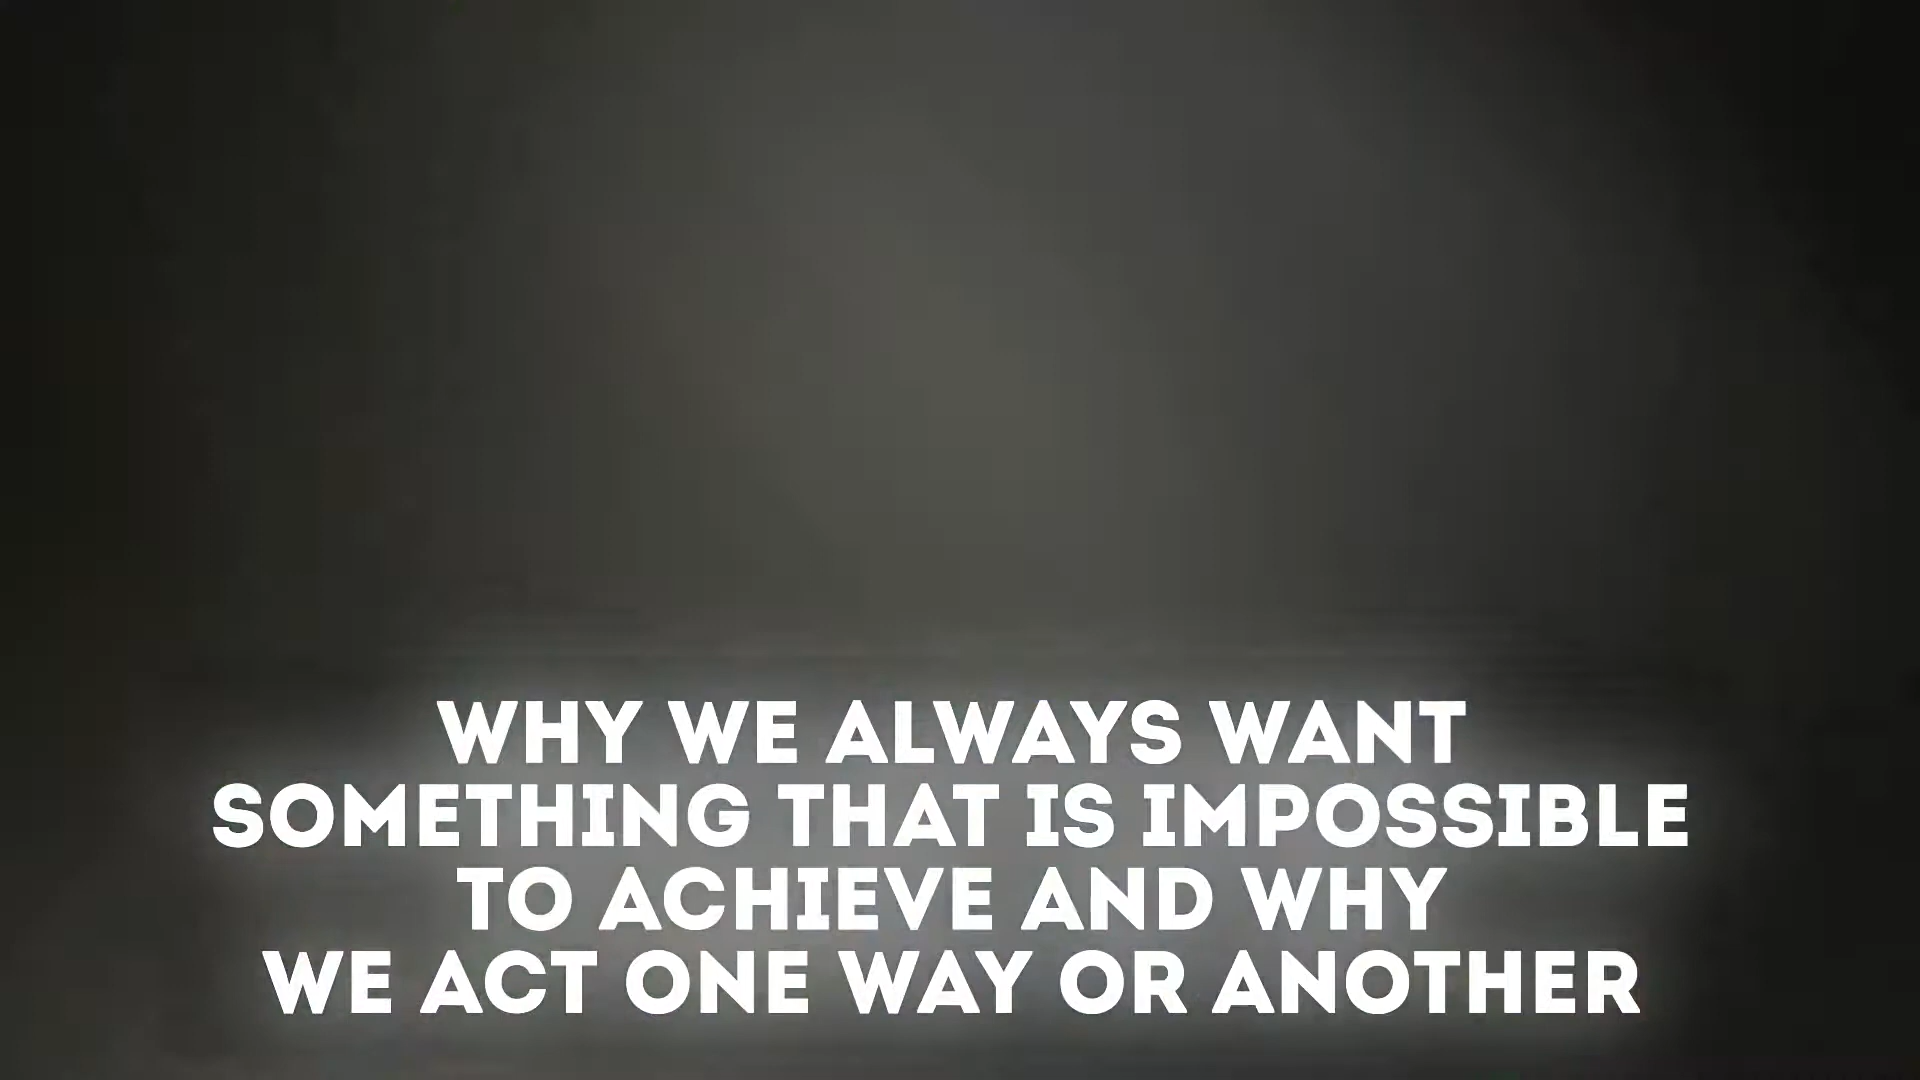 WHY WE ALWAYS WANT
SOMETHING THAT IS IMPOSSIBLE
TO ACHIEVE AND WHY
WE ACT ONE WAY OR ANOTHER